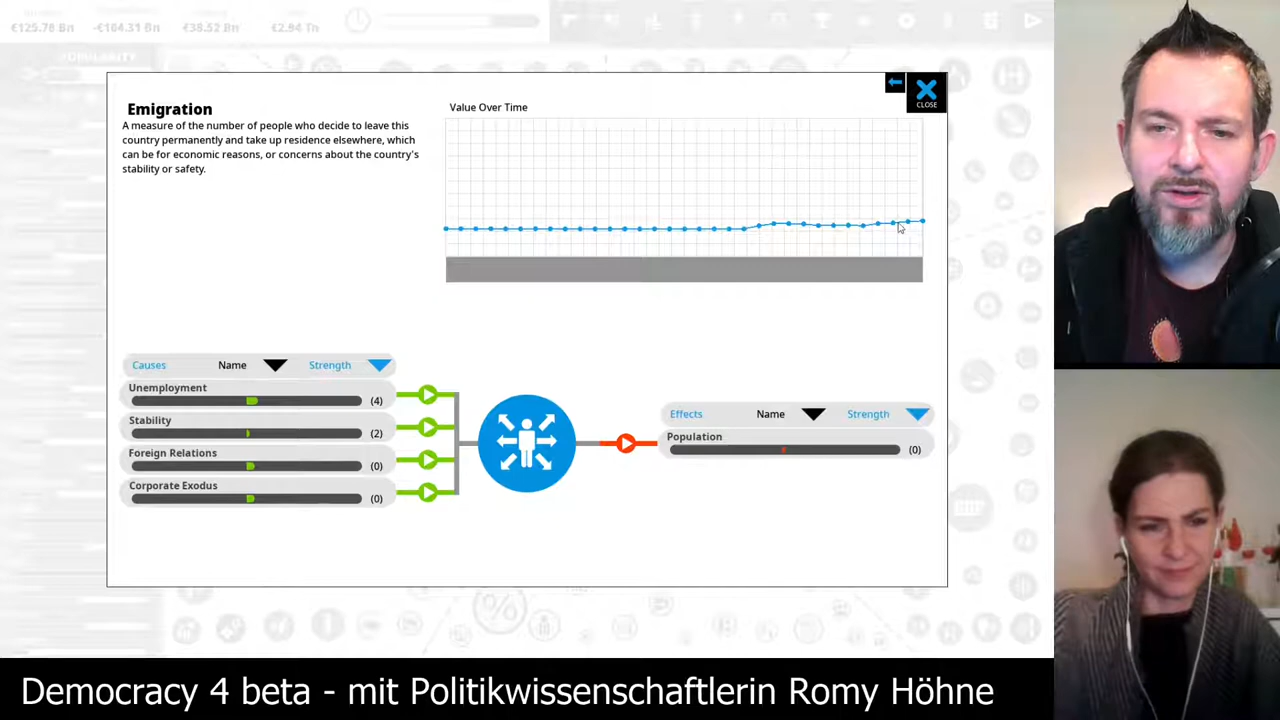 €125.76 Bn
-€104.31 Bn
€38.52 Bn
€2.94 Tn
CLOSE
Emigration
A measure of the number of people who decide to leave this
country permanently and take up residence elsewhere, which
can be for economic reasons, or concerns about the country's
stability or safety.
Value Over Time
Causes Name Strength
Unemployment
(4)
Stability
(2)
Foreign Relations
(0)
Corporate Exodus
(0)
Effects Name Strength
Population
(0)
Democracy 4 beta - mit Politikwissenschaftlerin Romy Höhne